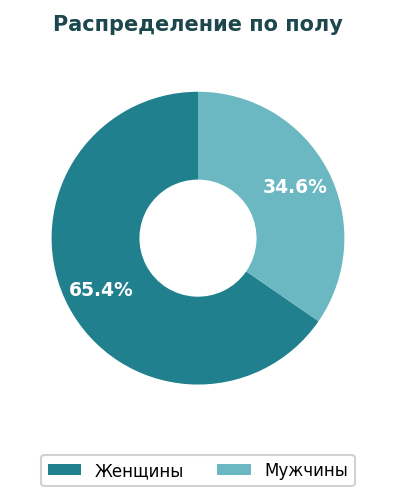 Распределение по полу
34.6%
65.4%
Женщины Мужчины